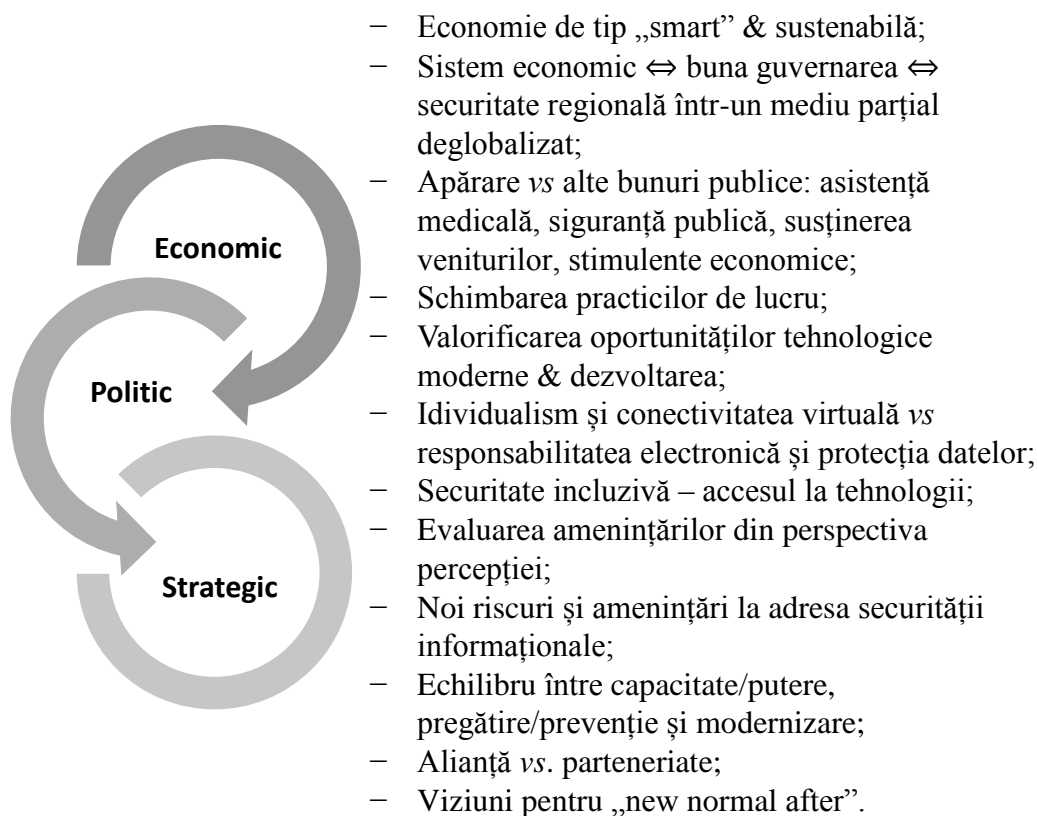 Economic
Politic
Strategic
− Economie de tip „smart” & sustenabilă;
− Sistem economic ⇔ buna guvernarea ⇔
securitate regională într-un mediu parțial
deglobalizat;
− Apărare vs alte bunuri publice: asistență
medicală, siguranță publică, susținerea
veniturilor, stimulente economice;
− Schimbarea practicilor de lucru;
− Valorificarea oportunităților tehnologice
moderne & dezvoltarea;
− Idividualism și conectivitatea virtuală vs
responsabilitatea electronică și protecția datelor;
− Securitate incluzivă – accesul la tehnologii;
− Evaluarea amenințărilor din perspectiva
percepției;
− Noi riscuri și amenințări la adresa securității
informaționale;
− Echilibru între capacitate/putere,
pregătire/prevenție și modernizare;
− Alianță vs. parteneriate;
− Viziuni pentru „new normal after”.